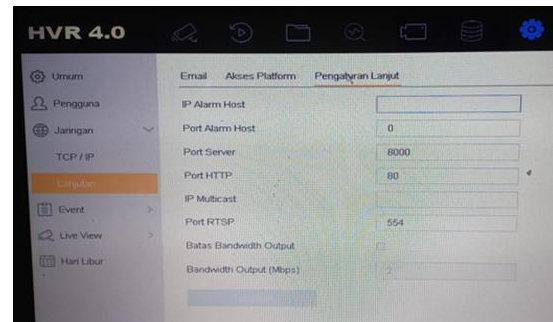 HVR 4.0
Umum
Pengguna
Jaringan
TCP / IP
Lanjutan
Event
Live View
Hari Libur
Email Akses Platform Pengaturan Lanjut
IP Alarm Host
Port Alarm Host 0
Port Server 8000
Port HTTP 80
IP Multicast
Port RTSP 554
Batas Bandwidth Output
Bandwidth Output (Mbps) 2